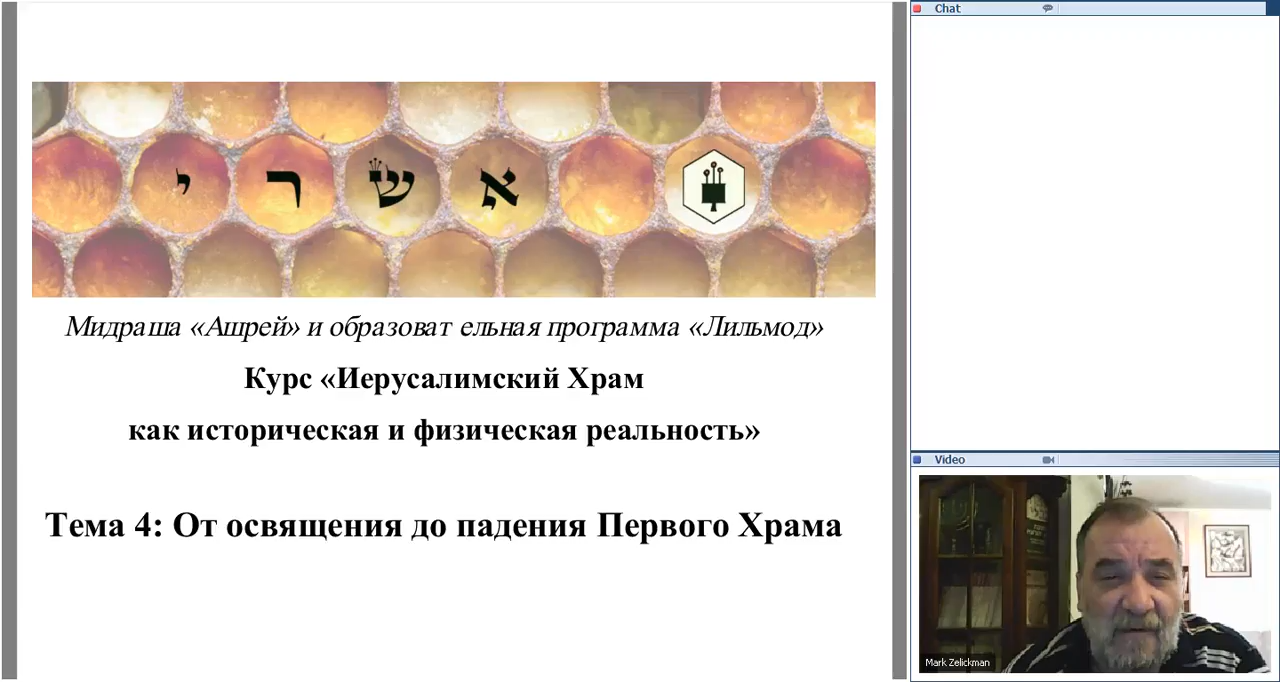 אשרי
Мидраша «Ашрей» и образоват ельная программа «Лильмод»
Курс «Иерусалимский Храм
как историческая и физическая реальность»
Тема 4: От освящения до падения Первого Храма
Chat
Video
Mark Zelickman